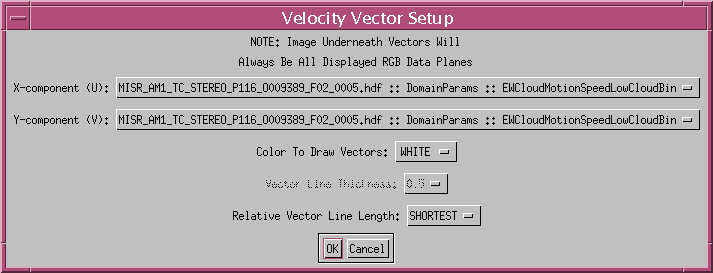 Velocity Vector Setup
NOTE: Image Underneath Vectors Will
Always Be All Displayed RGB Data Planes
X-component (U): MISR_AM1_TC_STEREO_P116_O009389_F02_0005.hdf :: DomainParams :: EWCloudMotionSpeedLowCloudBin
Y-component (V): MISR_AM1_TC_STEREO_P116_O009389_F02_0005.hdf :: DomainParams :: EWCloudMotionSpeedLowCloudBin
Color To Draw Vectors: WHITE
Vector Line Thickness: 0.5
Relative Vector Line Length: SHORTEST
OK Cancel